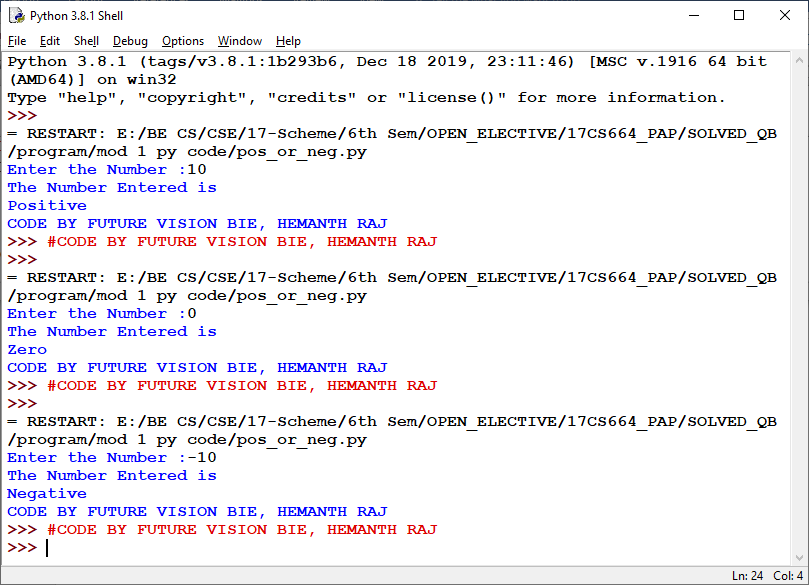 Python 3.8.1 Shell
File Edit Shell Debug Options Window Help
Python 3.8.1 (tags/v3.8.1:1b293b6, Dec 18 2019, 23:11:46) [MSC v.1916 64 bit
(AMD64)] on win32
Type "help", "copyright", "credits" or "license()" for more information.
>>>
= RESTART: E:/BE CS/CSE/17-Scheme/6th Sem/OPEN_ELECTIVE/17CS664_PAP/SOLVED_QB
/program/mod 1 py code/pos_or_neg.py
Enter the Number :10
The Number Entered is
Positive
CODE BY FUTURE VISION BIE, HEMANTH RAJ
>>> #CODE BY FUTURE VISION BIE, HEMANTH RAJ
>>>
= RESTART: E:/BE CS/CSE/17-Scheme/6th Sem/OPEN_ELECTIVE/17CS664_PAP/SOLVED_QB
/program/mod 1 py code/pos_or_neg.py
Enter the Number :0
The Number Entered is
Zero
CODE BY FUTURE VISION BIE, HEMANTH RAJ
>>> #CODE BY FUTURE VISION BIE, HEMANTH RAJ
>>>
= RESTART: E:/BE CS/CSE/17-Scheme/6th Sem/OPEN_ELECTIVE/17CS664_PAP/SOLVED_QB
/program/mod 1 py code/pos_or_neg.py
Enter the Number :-10
The Number Entered is
Negative
CODE BY FUTURE VISION BIE, HEMANTH RAJ
>>> #CODE BY FUTURE VISION BIE, HEMANTH RAJ
>>>
Ln: 24 Col: 4